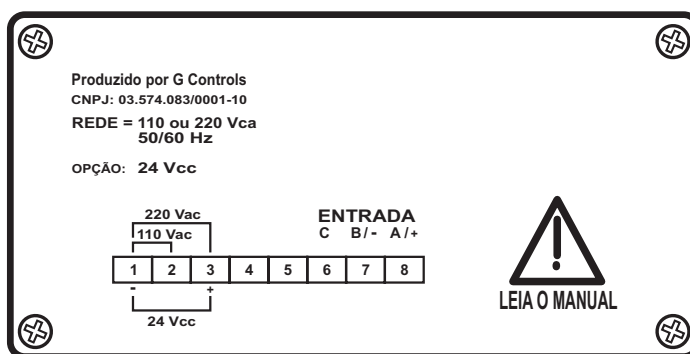 Produzido por G Controls
CNPJ: 03.574.083/0001-10
REDE = 110 ou 220 Vca
50/60 Hz
OPÇÃO: 24 Vcc
220 Vac
110 Vac
ENTRADA
C B/- A/+
1 2 3 4 5 6 7 8
- +
24 Vcc
!
LEIA O MANUAL